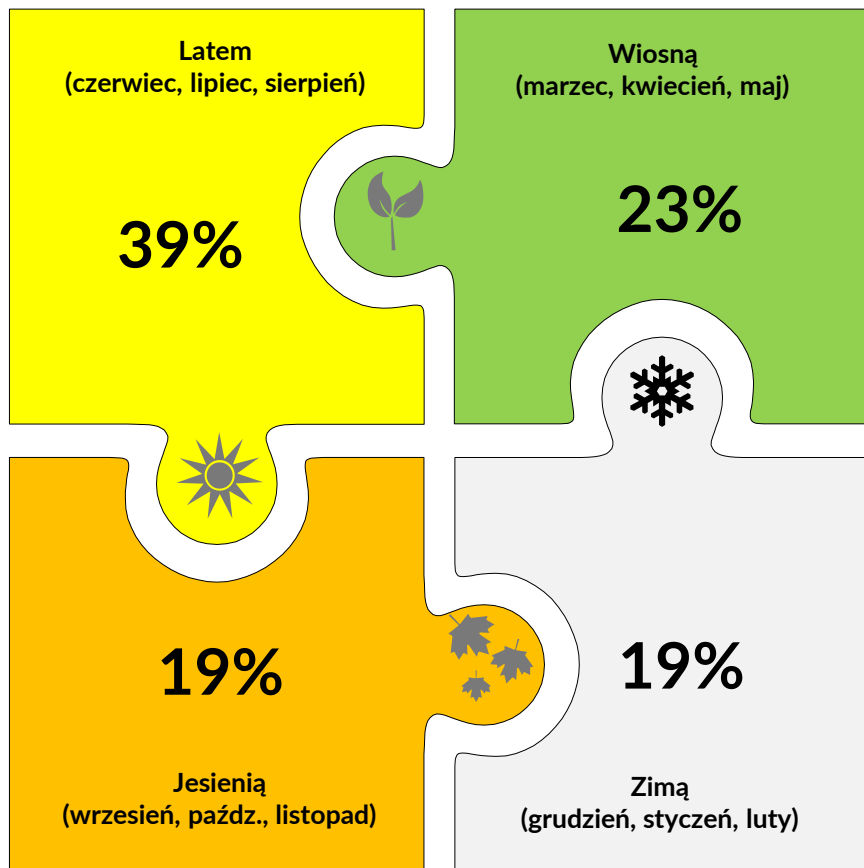 Latem
(czerwiec, lipiec, sierpień)
39%
Wiosną
(marzec, kwiecień, maj)
23%
19%
Jesienią
(wrzesień, paźdz., listopad)
19%
Zimą
(grudzień, styczeń, luty)